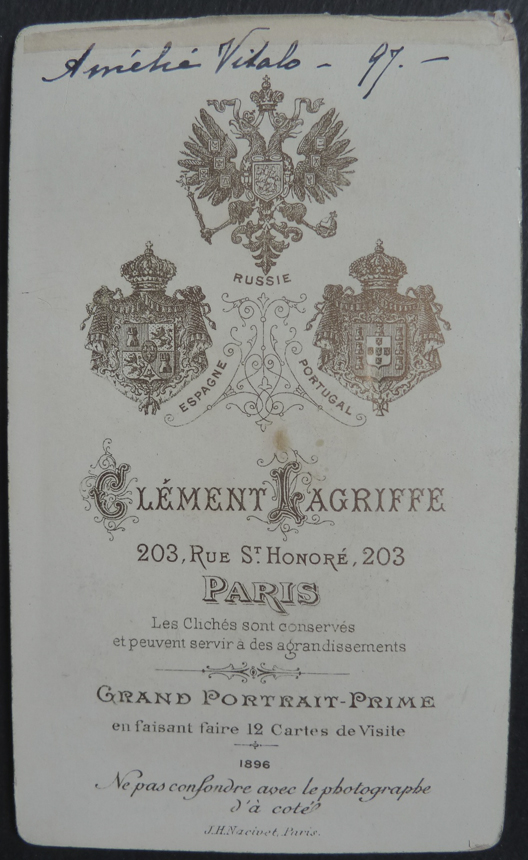 Amélie Vitalo - 97. -
RUSSIE
ESPAGNE
PORTUGAL
CLÉMENT LAGRIFFE
203, RUE ST. HONORÉ, 203
PARIS
Les Clichés sont conservés
et peuvent servir à des agrandissements
GRAND PORTRAIT-PRIME
en faisant faire 12 Cartes de Visite
1896
Ne pas confondre avec le photographe
d'à coté
J.H. Paris.